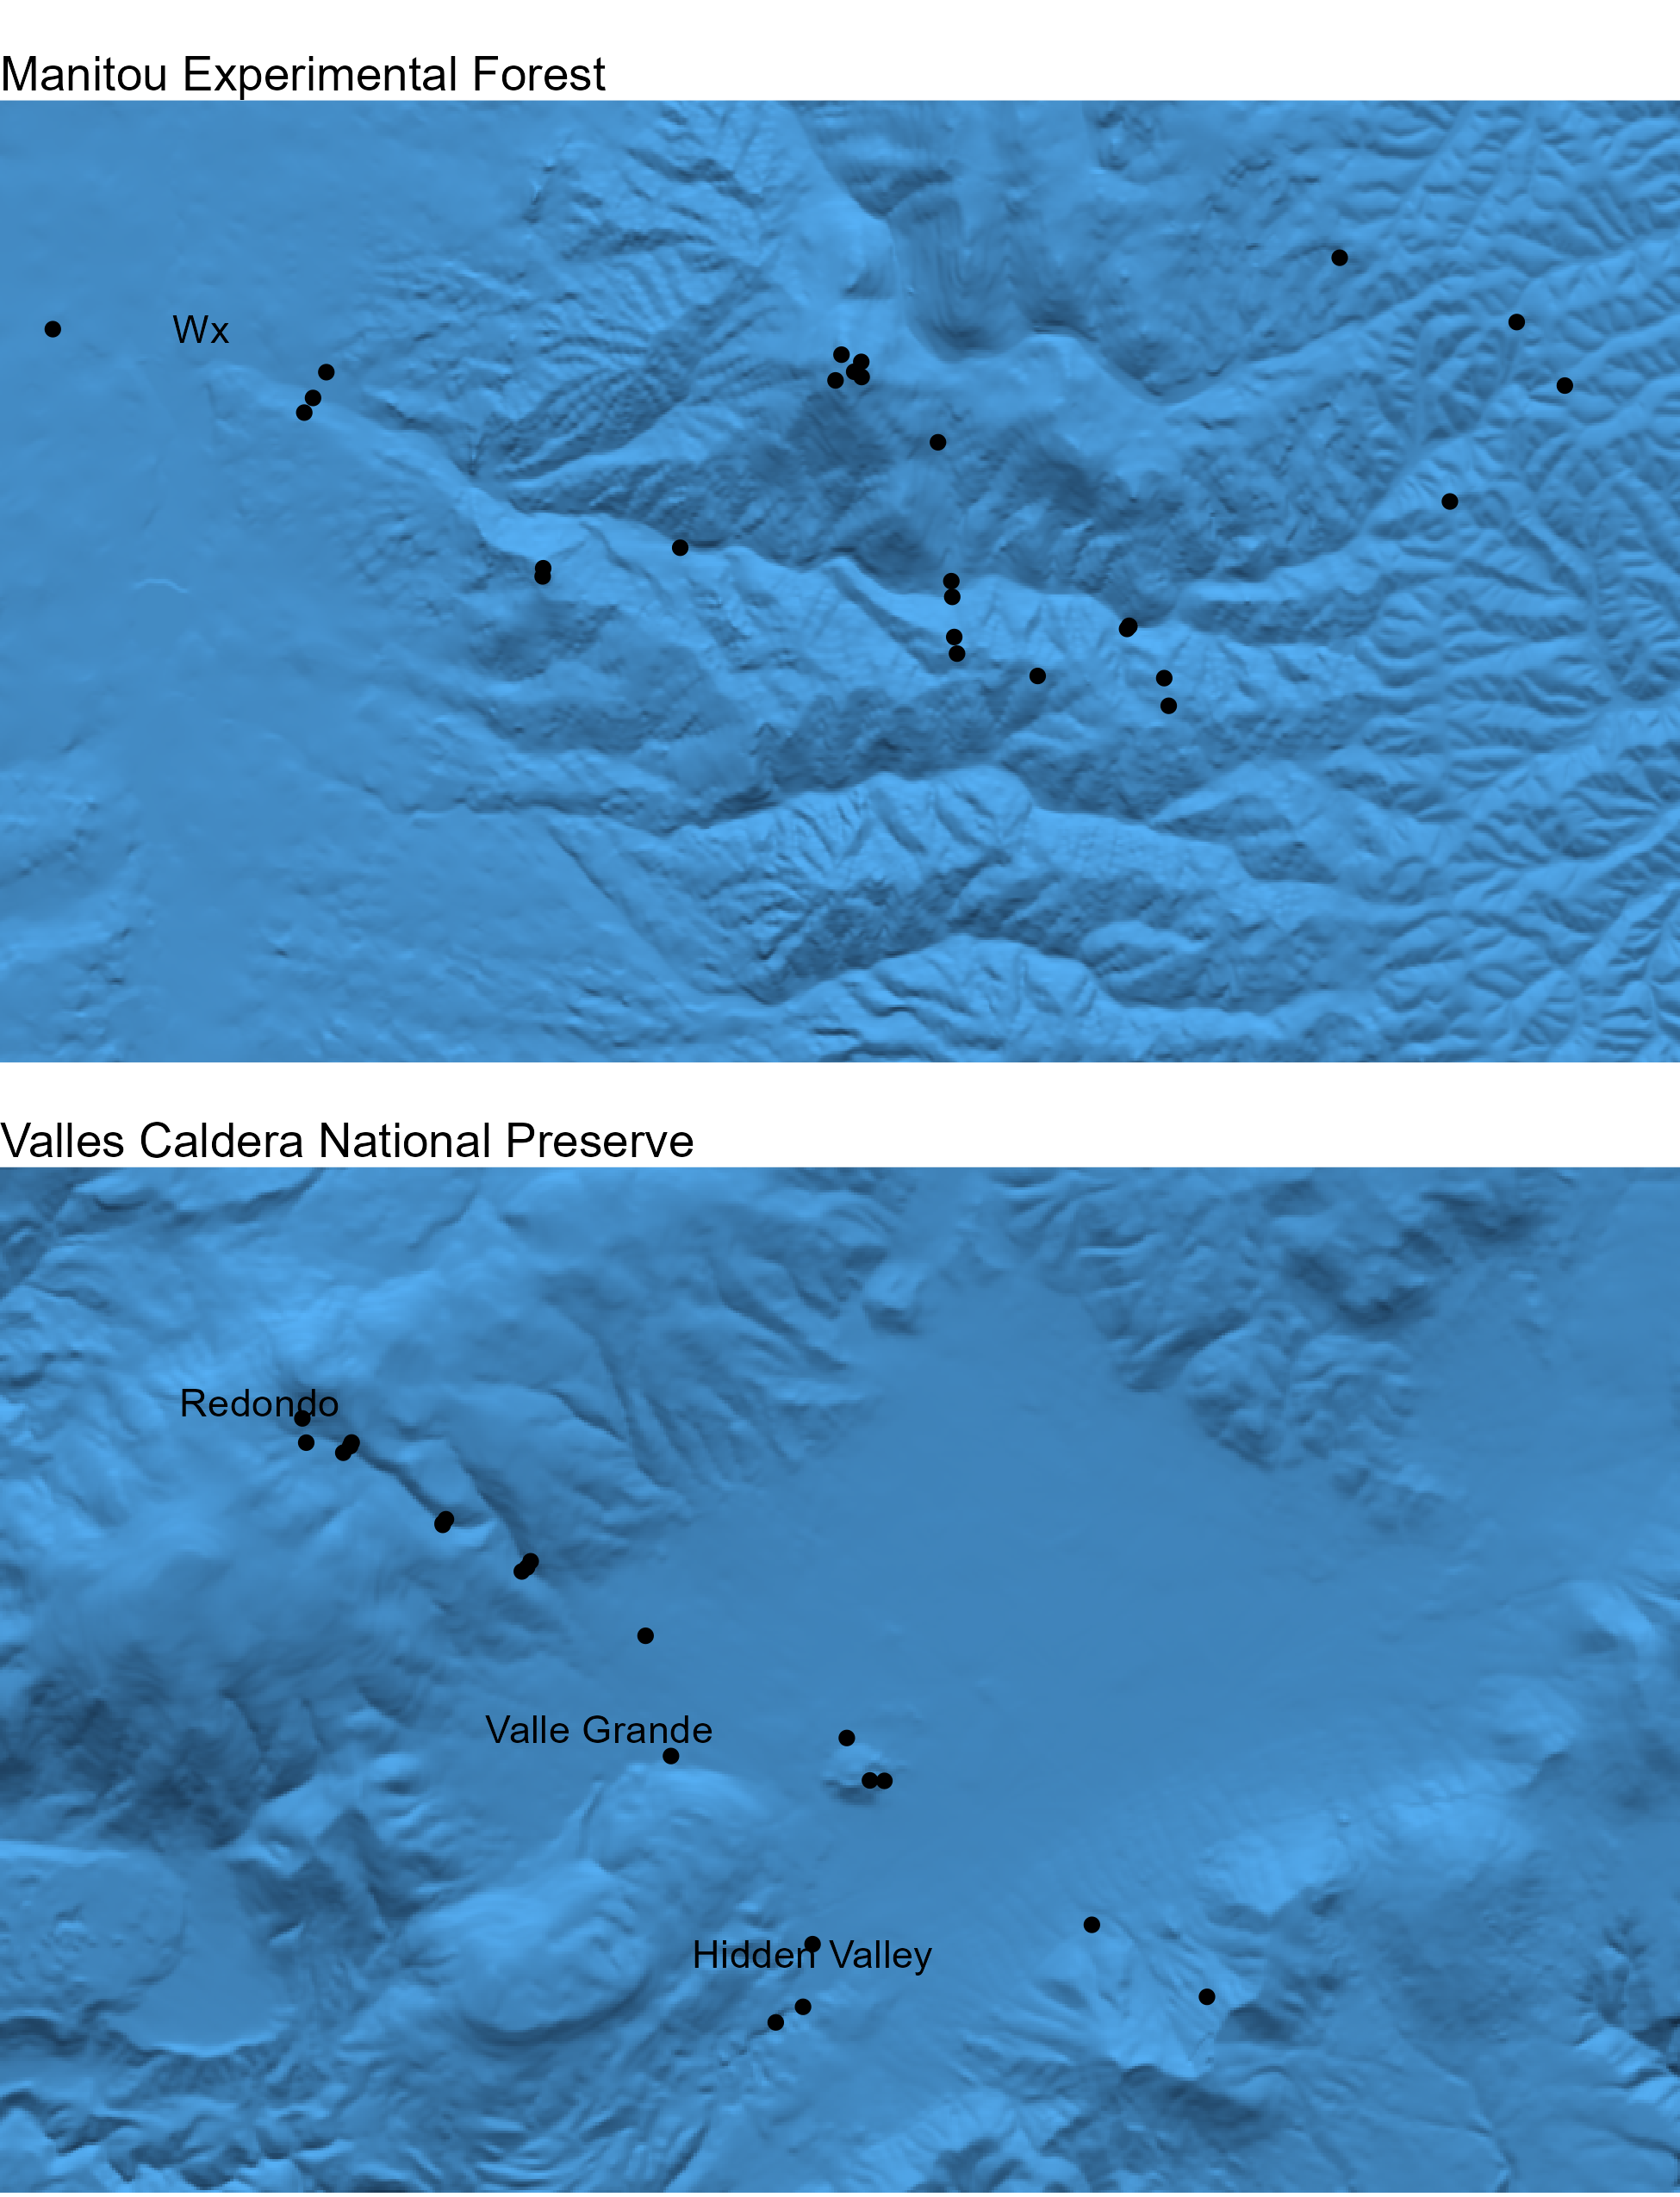 Manitou Experimental Forest
Wx
Valles Caldera National Preserve
Redondo
Valle Grande
Hidden Valley